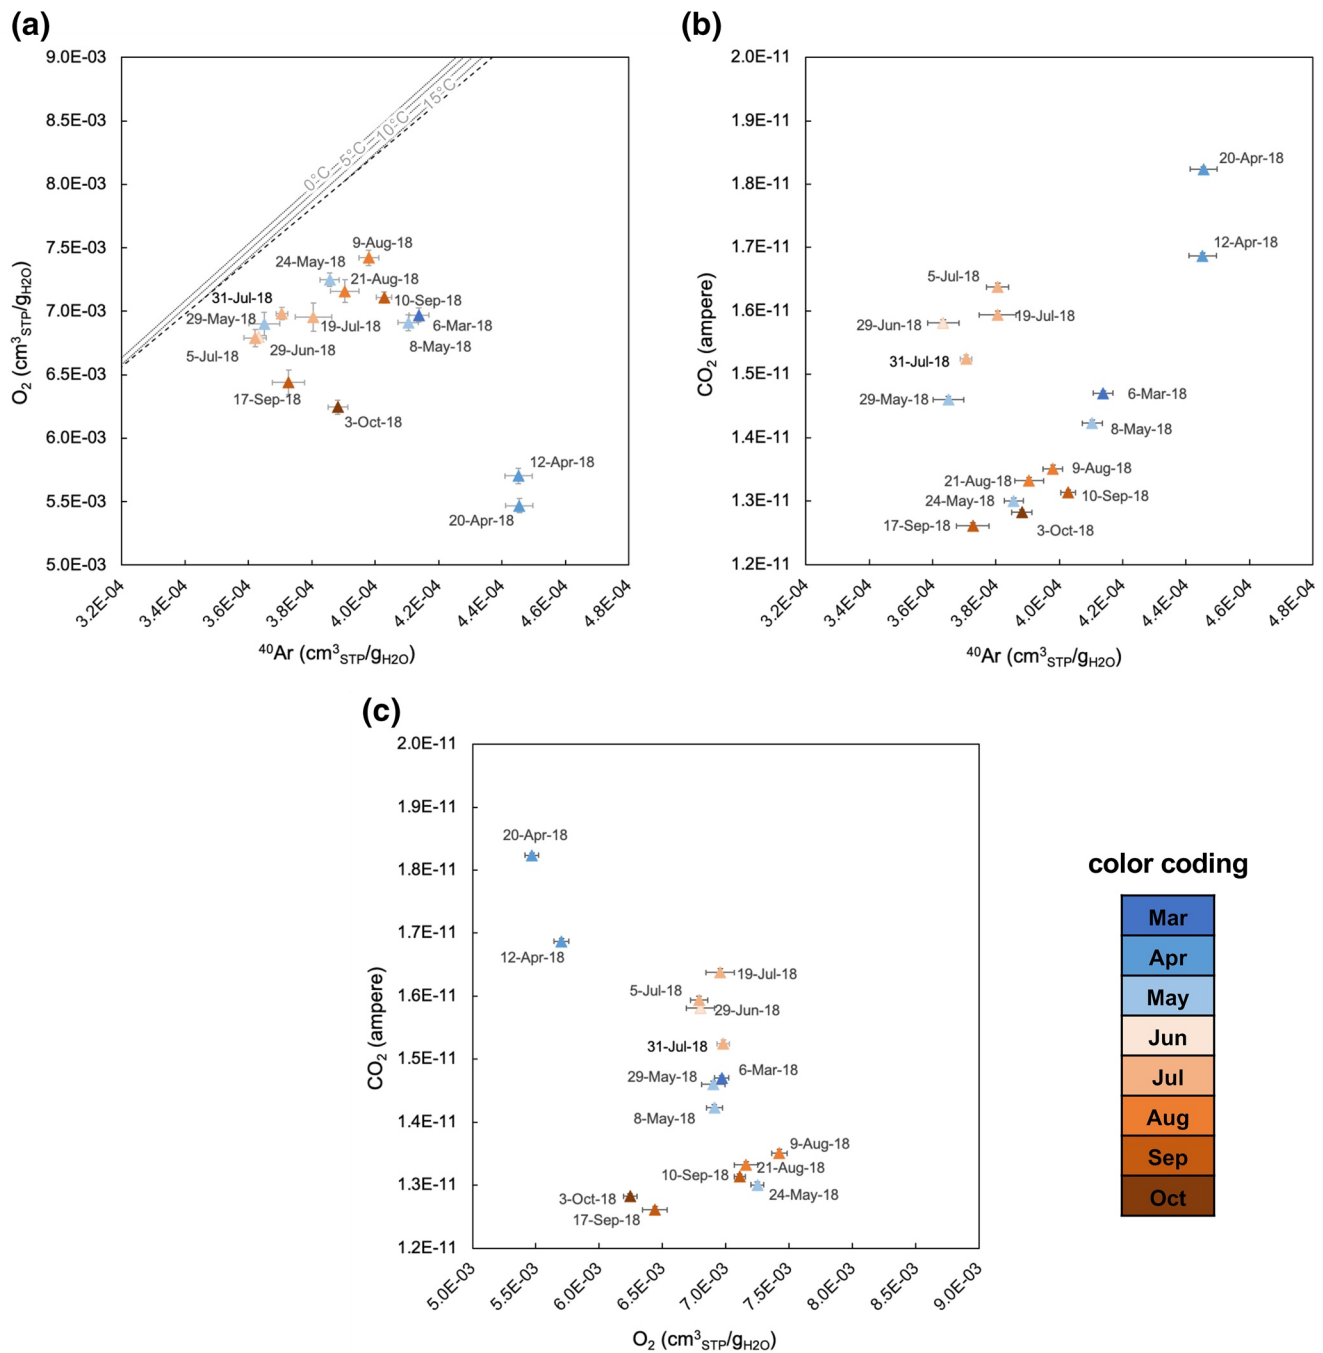 (a)
9.0E-03
8.5E-03
8.0E-03
7.5E-03
7.0E-03
6.5E-03
6.0E-03
5.5E-03
5.0E-03
O2 (cm3STP/gH2O)
0°C 5°C 10°C 15°C
9-Aug-18
24-May-18
21-Aug-18
31-Jul-18
10-Sep-18
29-May-18
19-Jul-18
6-Mar-18
5-Jul-18
29-Jun-18
8-May-18
17-Sep-18
3-Oct-18
12-Apr-18
20-Apr-18
3.2E-04
3.4E-04
3.6E-04
3.8E-04
4.0E-04
4.2E-04
4.4E-04
4.6E-04
4.8E-04
40Ar (cm3STP/gH2O)
(b)
2.0E-11
1.9E-11
1.8E-11
1.7E-11
1.6E-11
1.5E-11
1.4E-11
1.3E-11
1.2E-11
CO2 (ampere)
20-Apr-18
12-Apr-18
5-Jul-18
29-Jun-18
19-Jul-18
31-Jul-18
29-May-18
6-Mar-18
8-May-18
9-Aug-18
21-Aug-18
10-Sep-18
24-May-18
17-Sep-18
3-Oct-18
3.2E-04
3.4E-04
3.6E-04
3.8E-04
4.0E-04
4.2E-04
4.4E-04
4.6E-04
4.8E-04
40Ar (cm3STP/gH2O)
(c)
2.0E-11
1.9E-11
1.8E-11
1.7E-11
1.6E-11
1.5E-11
1.4E-11
1.3E-11
1.2E-11
CO2 (ampere)
20-Apr-18
12-Apr-18
19-Jul-18
5-Jul-18
29-Jun-18
31-Jul-18
6-Mar-18
29-May-18
8-May-18
9-Aug-18
21-Aug-18
10-Sep-18
24-May-18
3-Oct-18
17-Sep-18
5.0E-03
5.5E-03
6.0E-03
6.5E-03
7.0E-03
7.5E-03
8.0E-03
8.5E-03
9.0E-03
O2 (cm3STP/gH2O)
color coding
Mar
Apr
May
Jun
Jul
Aug
Sep
Oct